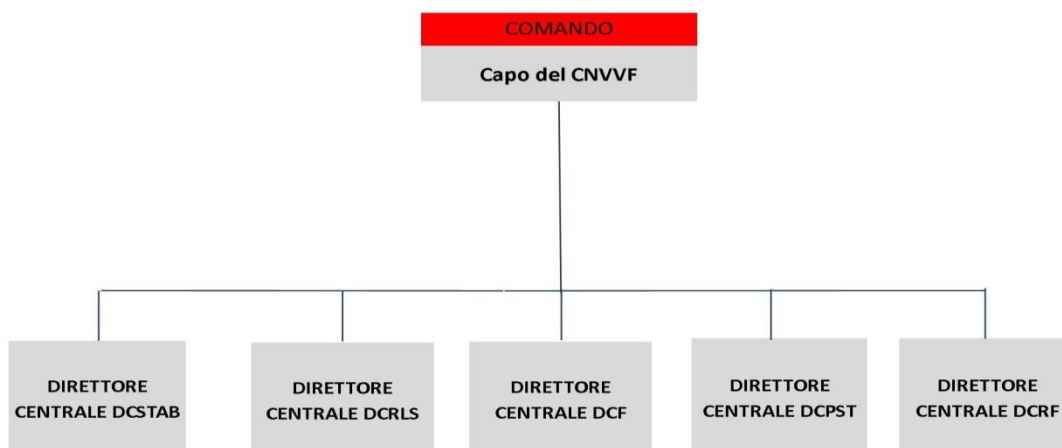 COMANDO
Capo del CNVVF
DIRETTORE
CENTRALE DCSTAB
DIRETTORE
CENTRALE DCRLS
DIRETTORE
CENTRALE DCF
DIRETTORE
CENTRALE DCPST
DIRETTORE
CENTRALE DCRF